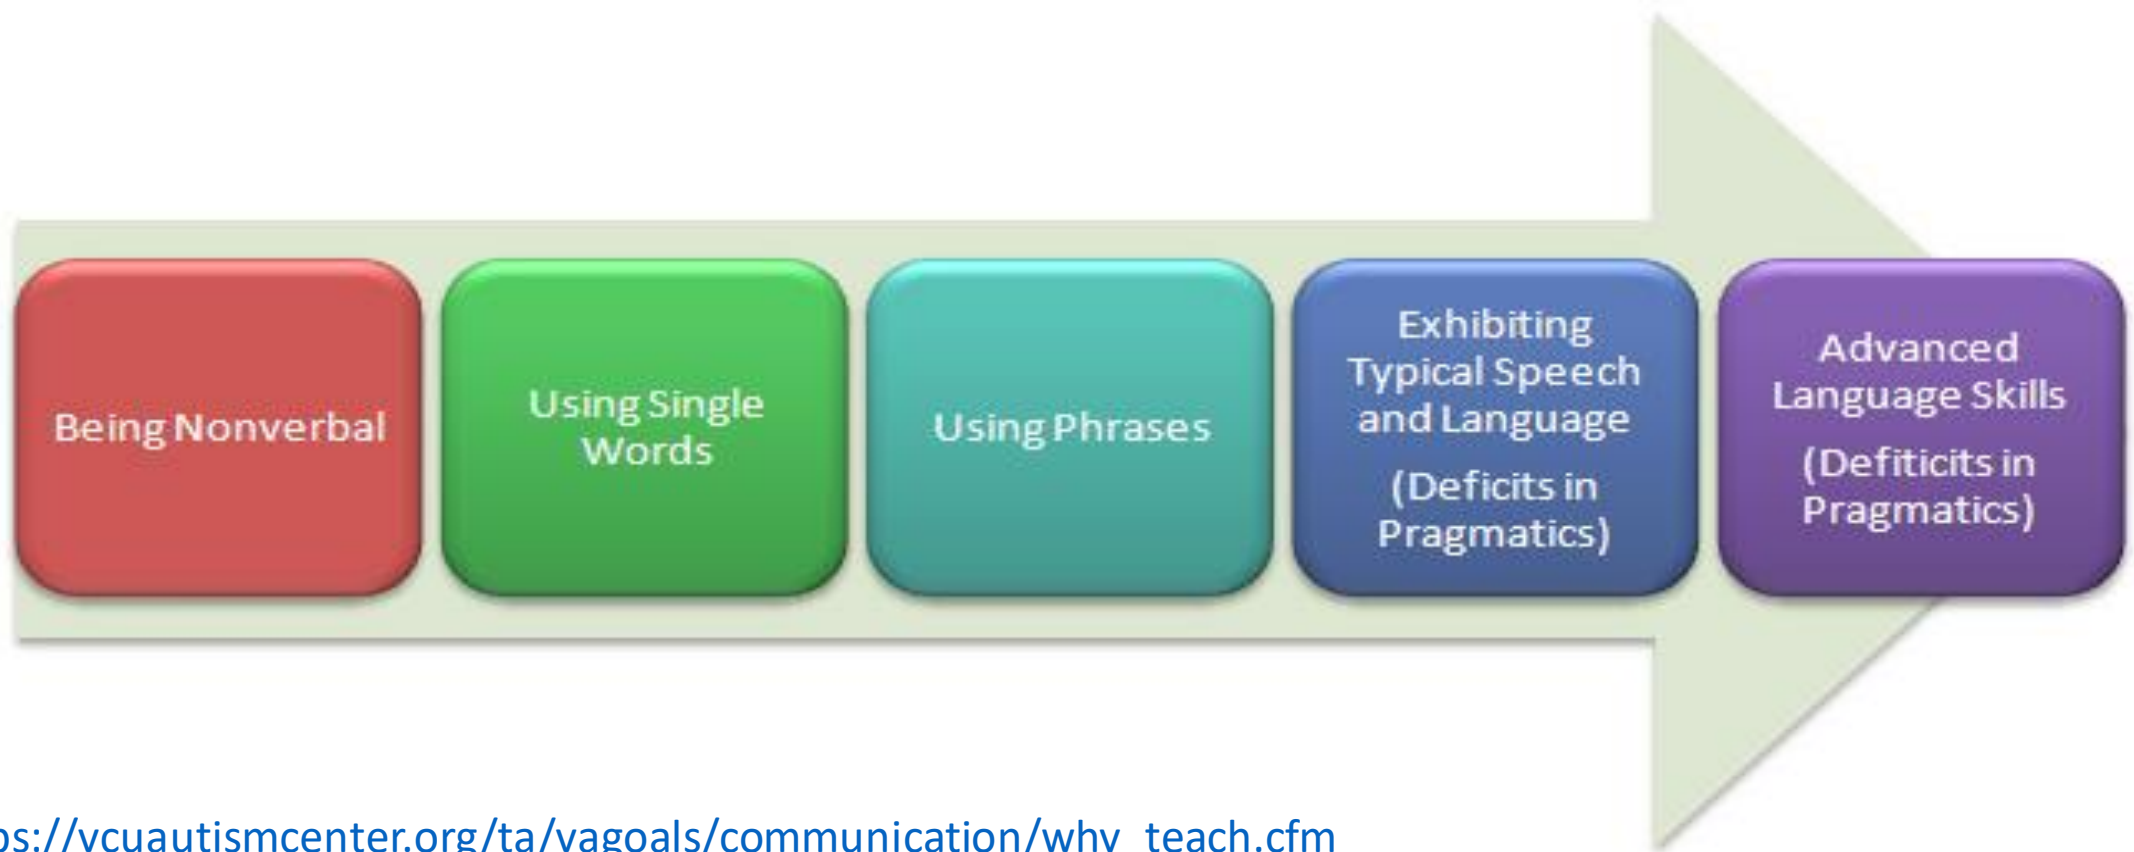 Being Nonverbal
Using Single
Words
Using Phrases
Exhibiting
Typical Speech
and Language
(Deficits in
Pragmatics)
Advanced
Language Skills
(Defiticits in
Pragmatics)
ps://vcuautismcenter.org/ta/vagoals/communication/why_teach.cfm